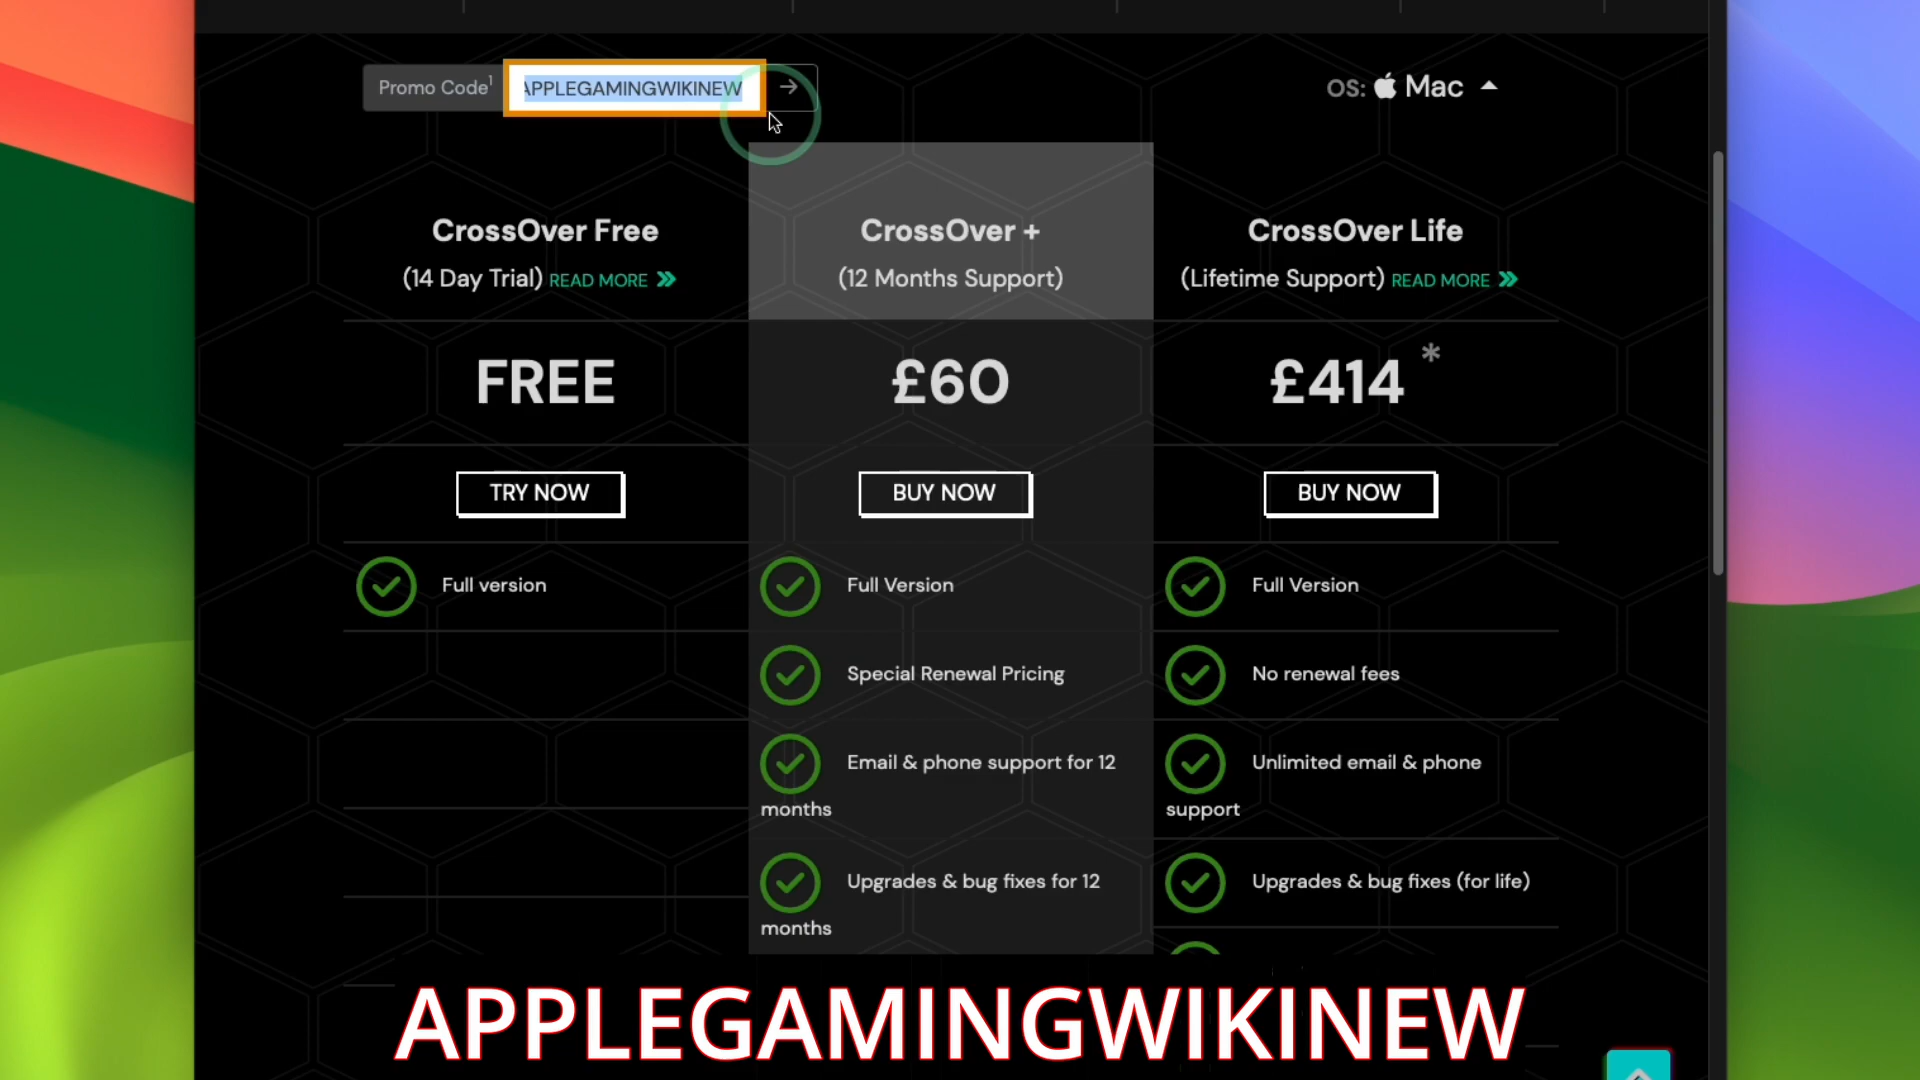 Promo Code¹ APPLEGAMINGWIKINEW
OS: Mac
CrossOver Free
(14 Day Trial) READ MORE
CrossOver +
(12 Months Support)
CrossOver Life
(Lifetime Support) READ MORE
FREE
£60
£414 *
TRY NOW
BUY NOW
BUY NOW
Full version
Full Version
Full Version
Special Renewal Pricing
No renewal fees
Email & phone support for 12
months
Unlimited email & phone
support
Upgrades & bug fixes for 12
months
Upgrades & bug fixes (for life)
APPLEGAMINGWIKINEW